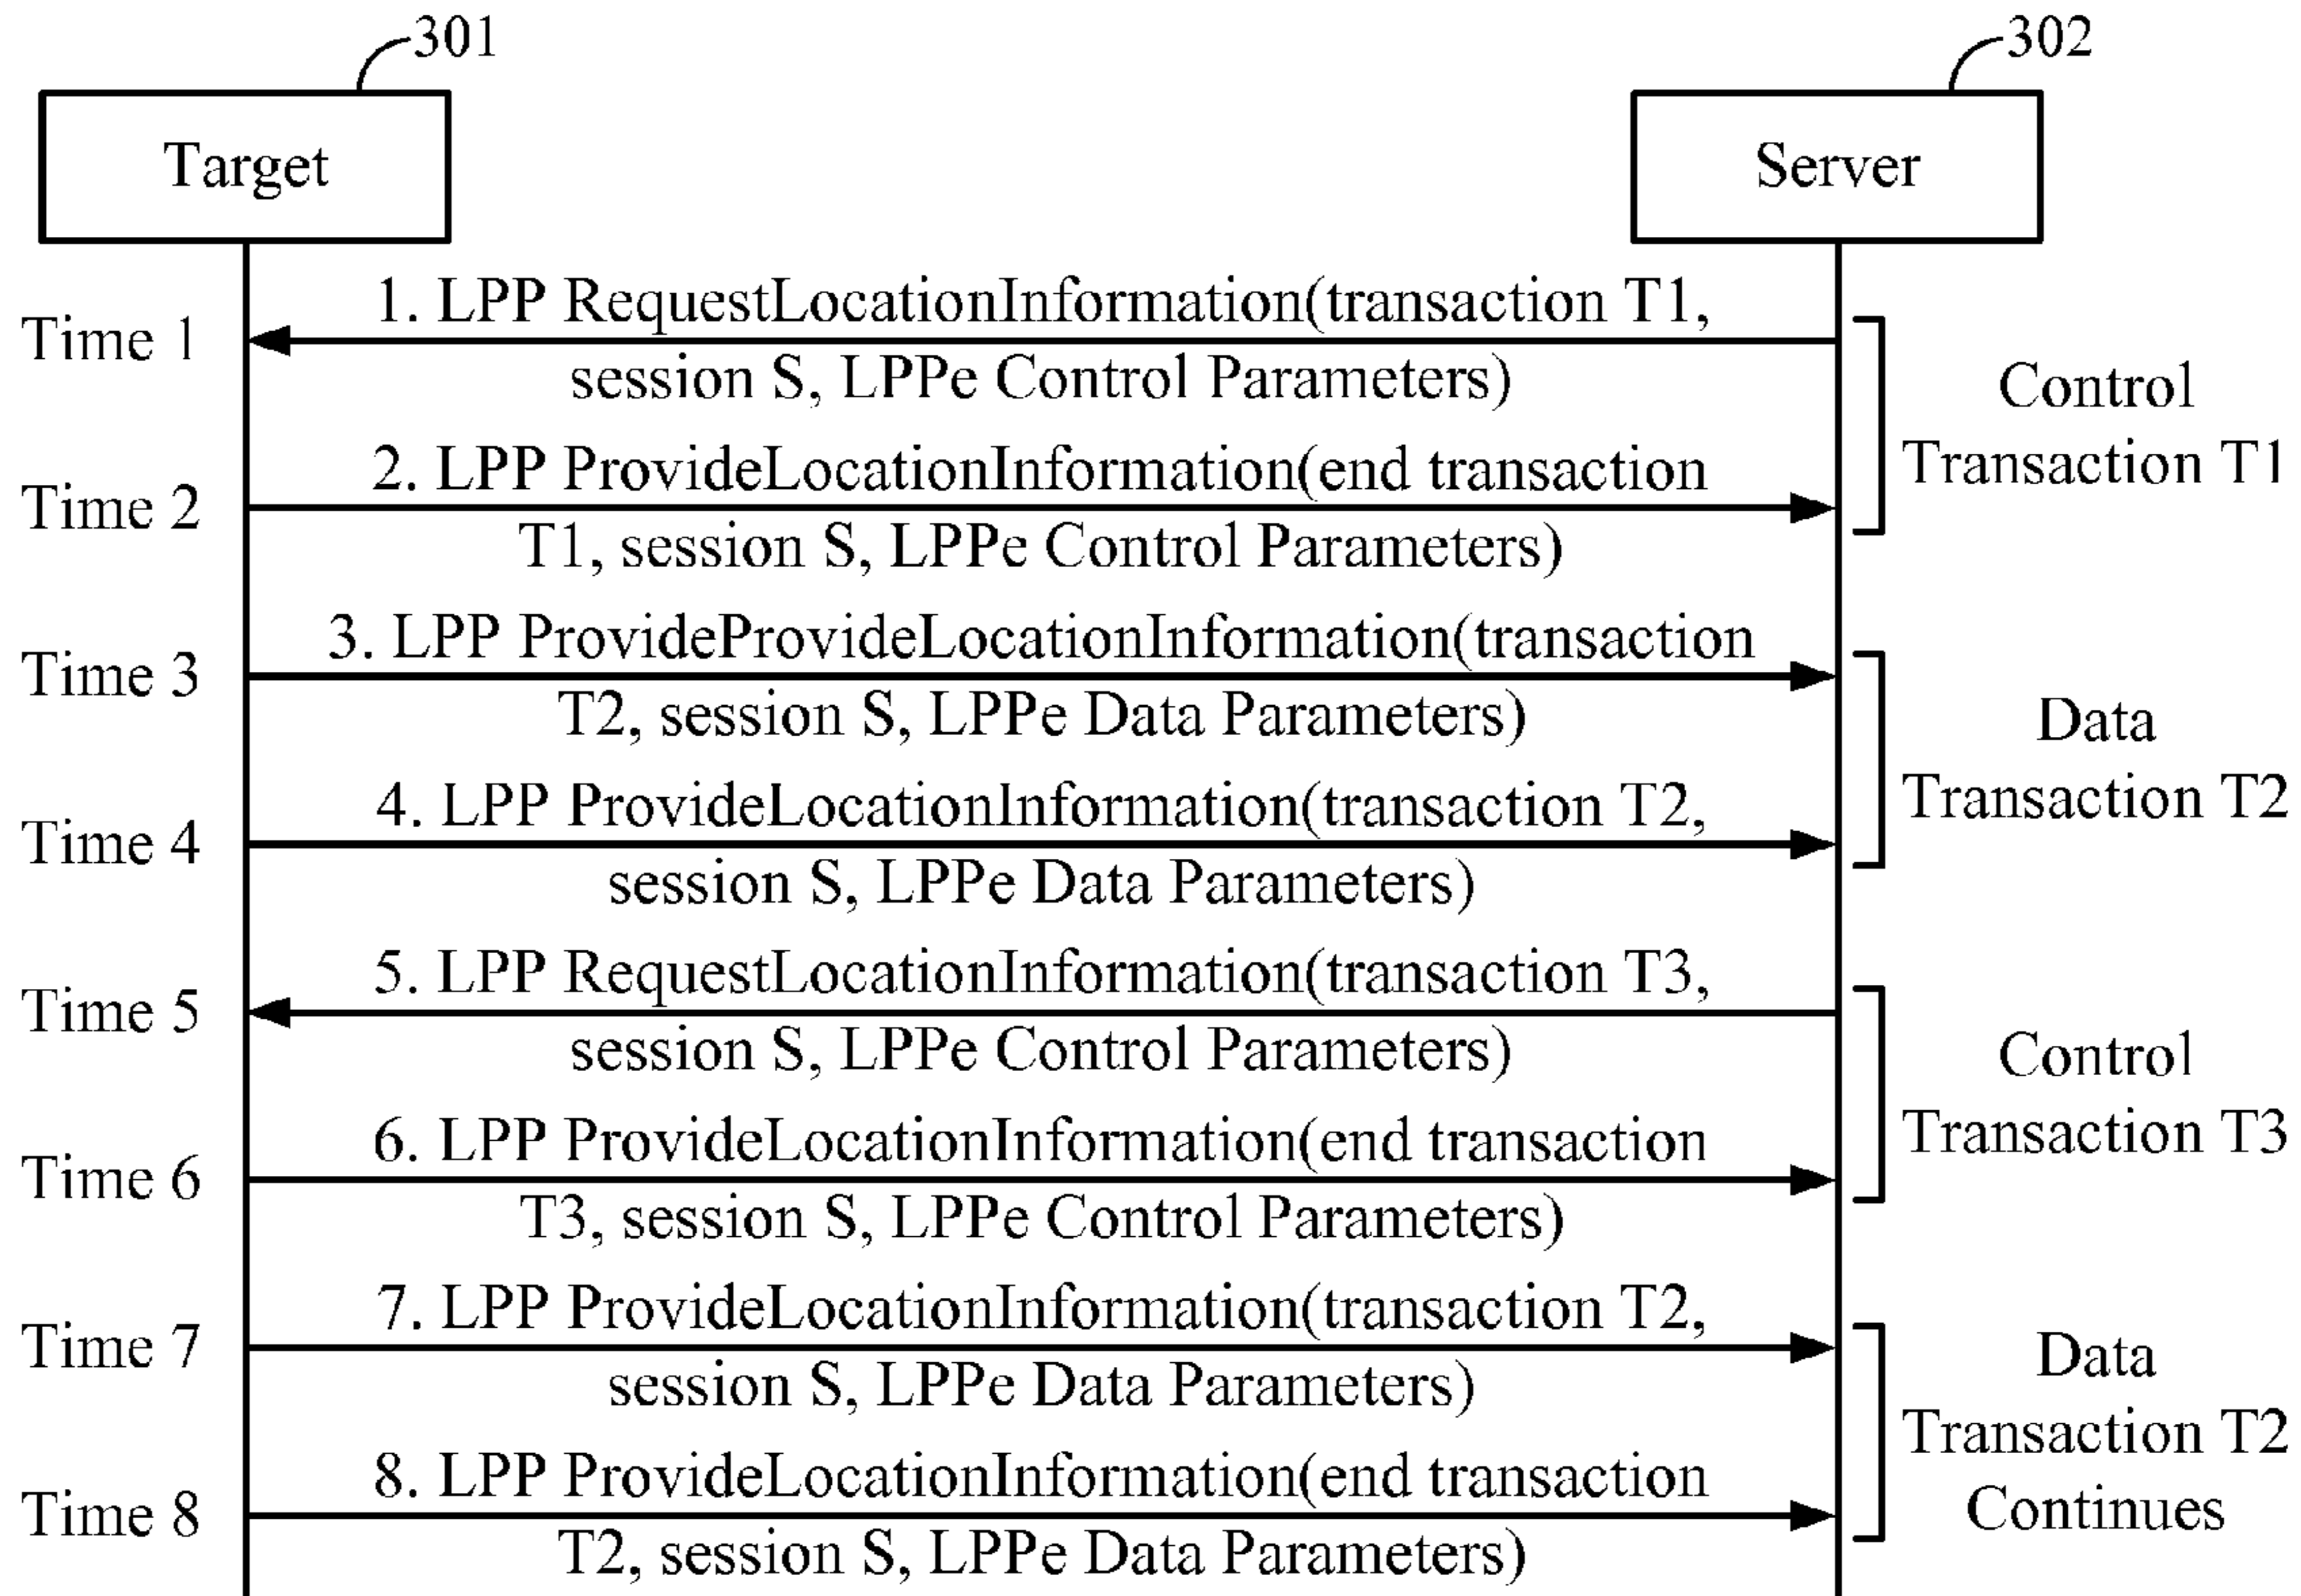 301
302
Target
Server
1. LPP RequestLocationInformation(transaction T1,
Time 1
session S, LPPe Control Parameters)
Control
Transaction T1
2. LPP ProvideLocationInformation(end transaction
Time 2
T1, session S, LPPe Control Parameters)
3. LPP ProvideProvideLocationInformation(transaction
Time 3
T2, session S, LPPe Data Parameters)
Data
Transaction T2
4. LPP ProvideLocationInformation(transaction T2,
Time 4
session S, LPPe Data Parameters)
5. LPP RequestLocationInformation(transaction T3,
Time 5
session S, LPPe Control Parameters)
Control
Transaction T3
6. LPP ProvideLocationInformation(end transaction
Time 6
T3, session S, LPPe Control Parameters)
7. LPP ProvideLocationInformation(transaction T2,
Time 7
session S, LPPe Data Parameters)
Data
Transaction T2
Continues
8. LPP ProvideLocationInformation(end transaction
Time 8
T2, session S, LPPe Data Parameters)